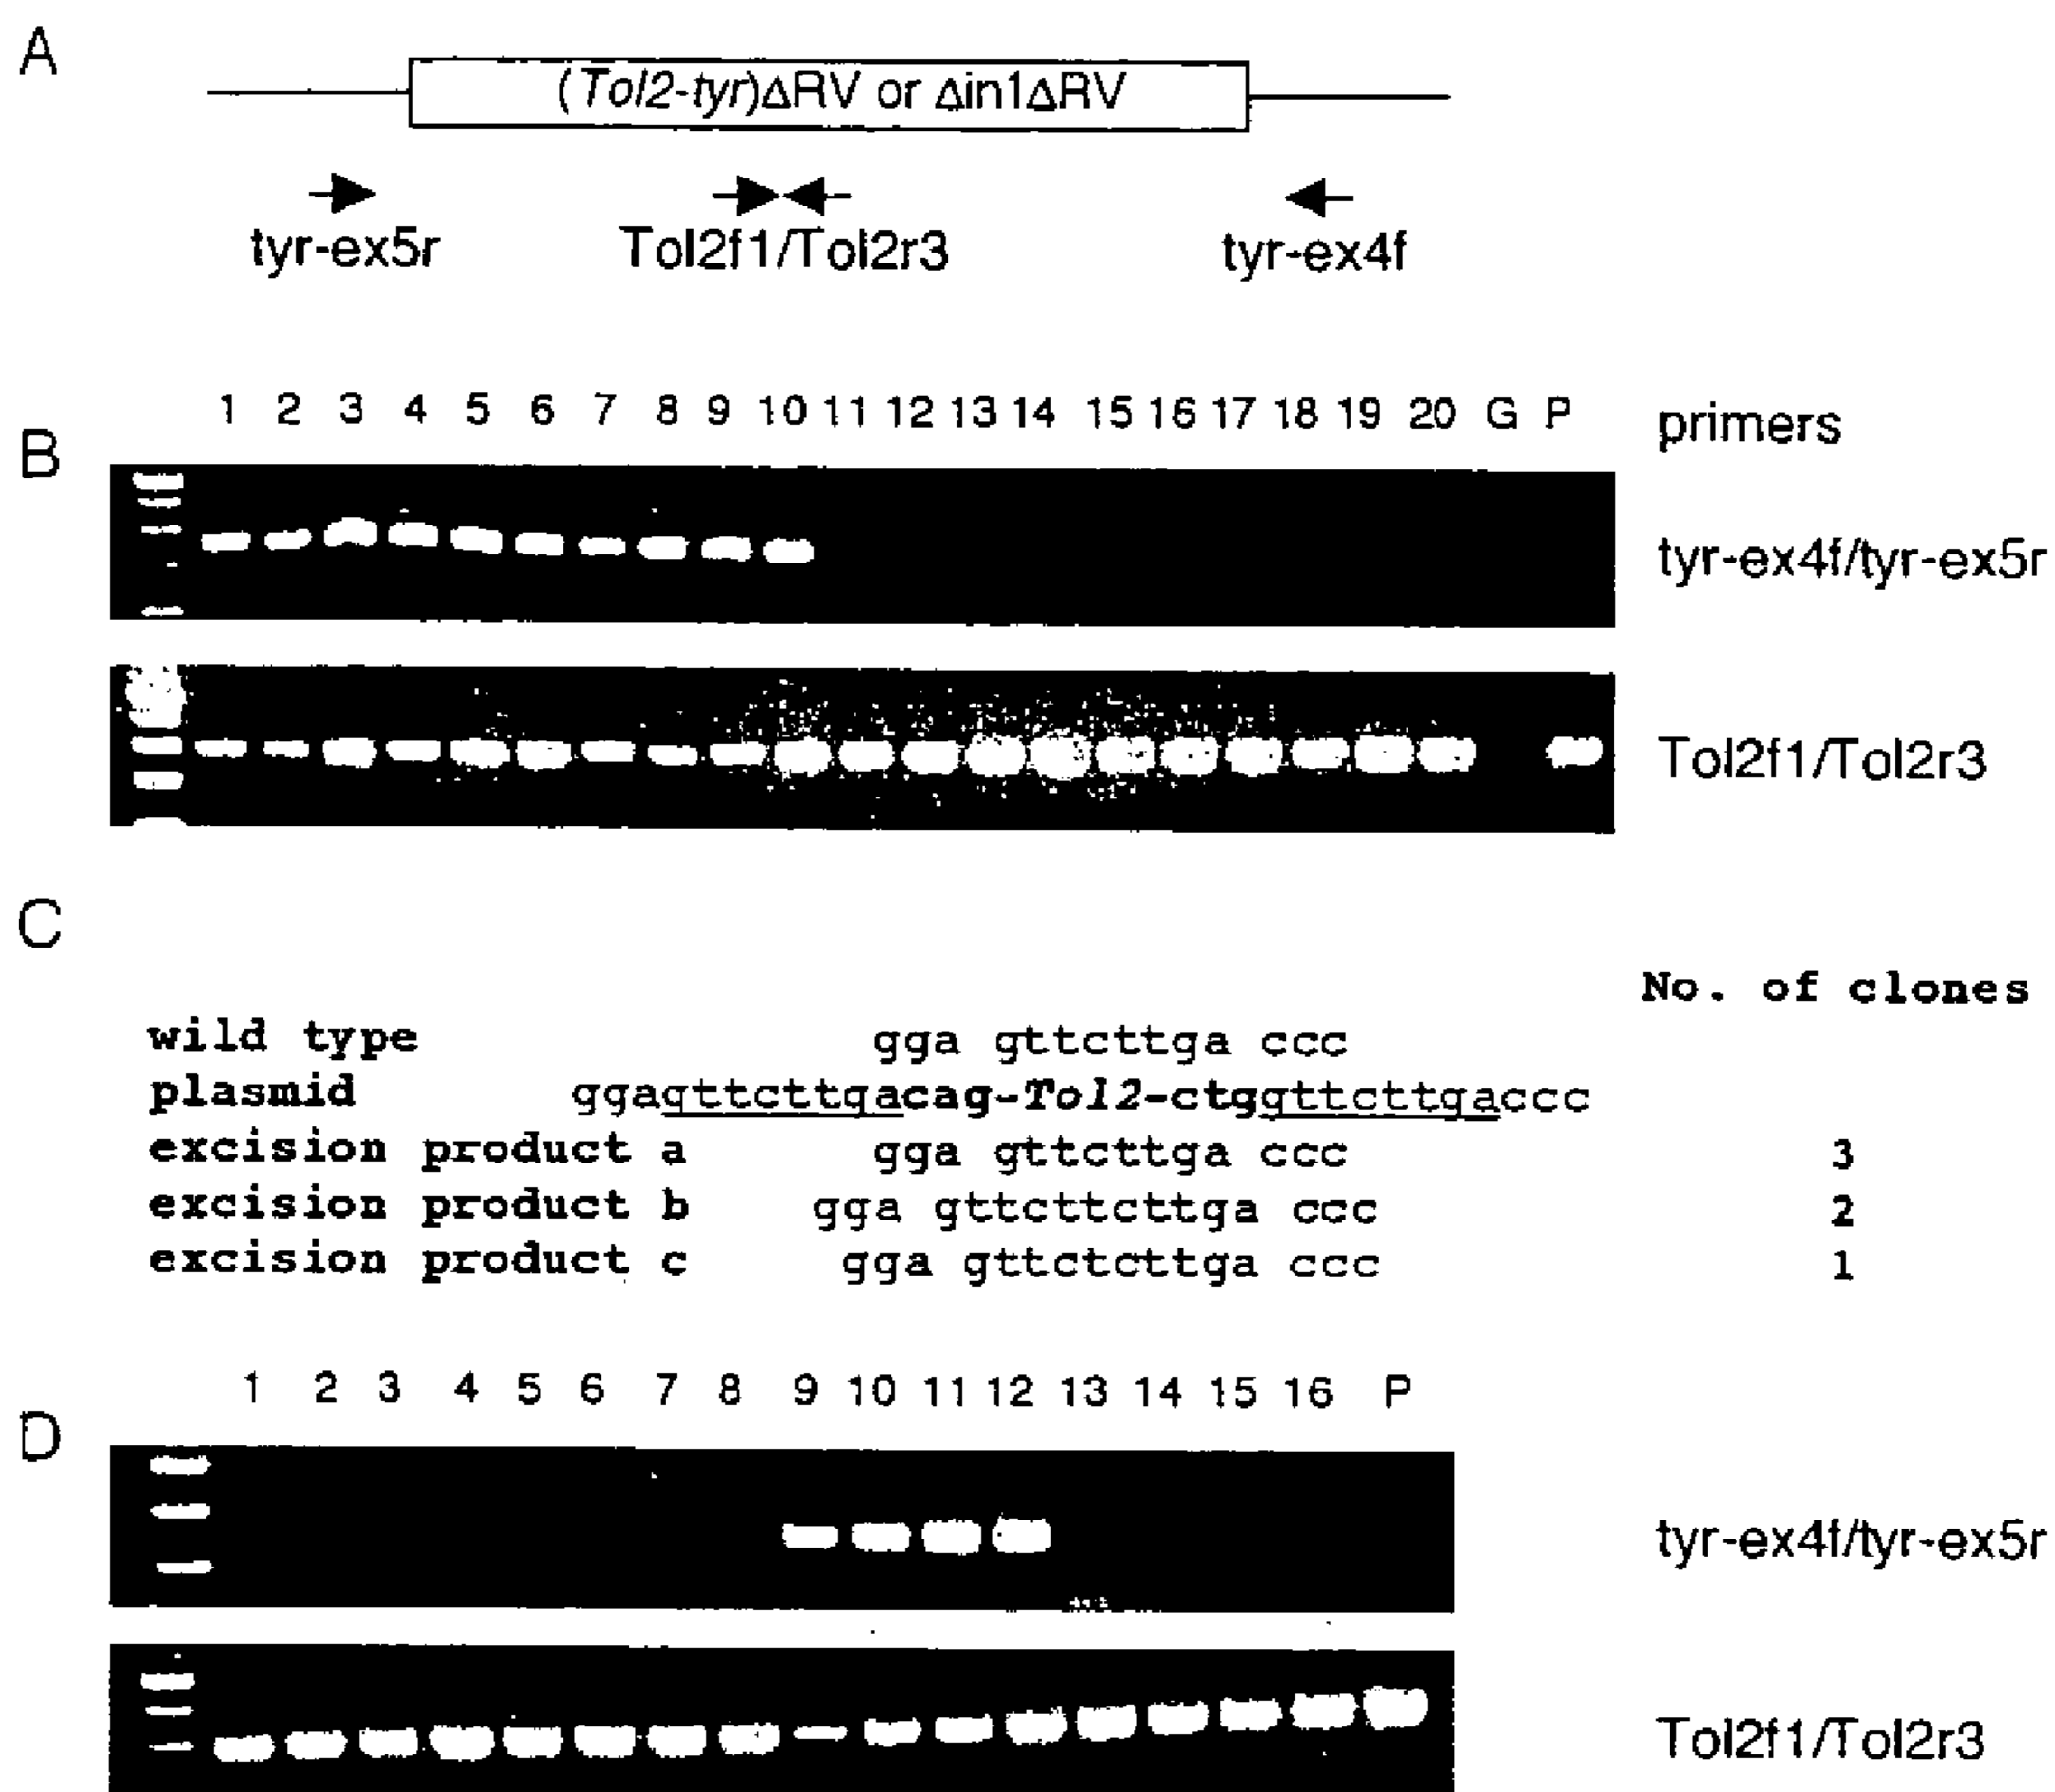 A
(Tol2-tyr)ΔRV or Δin1ΔRV
tyr-ex5r Tol2f1/Tol2r3 tyr-ex4f
1 2 3 4 5 6 7 8 9 10 11 12 13 14 15 16 17 18 19 20 G P primers
B
tyr-ex4f/tyr-ex5r
Tol2f1/Tol2r3
C
No. of clones
wild type gga gttcttga ccc
plasmid ggagttcttgacag-Tol2-ctggttcttgaccc
excision product a gga gttcttga ccc 3
excision product b gga gttcttcttga ccc 2
excision product c gga gttctcttga ccc 1
1 2 3 4 5 6 7 8 9 10 11 12 13 14 15 16 P
D
tyr-ex4f/tyr-ex5r
Tol2f1/Tol2r3